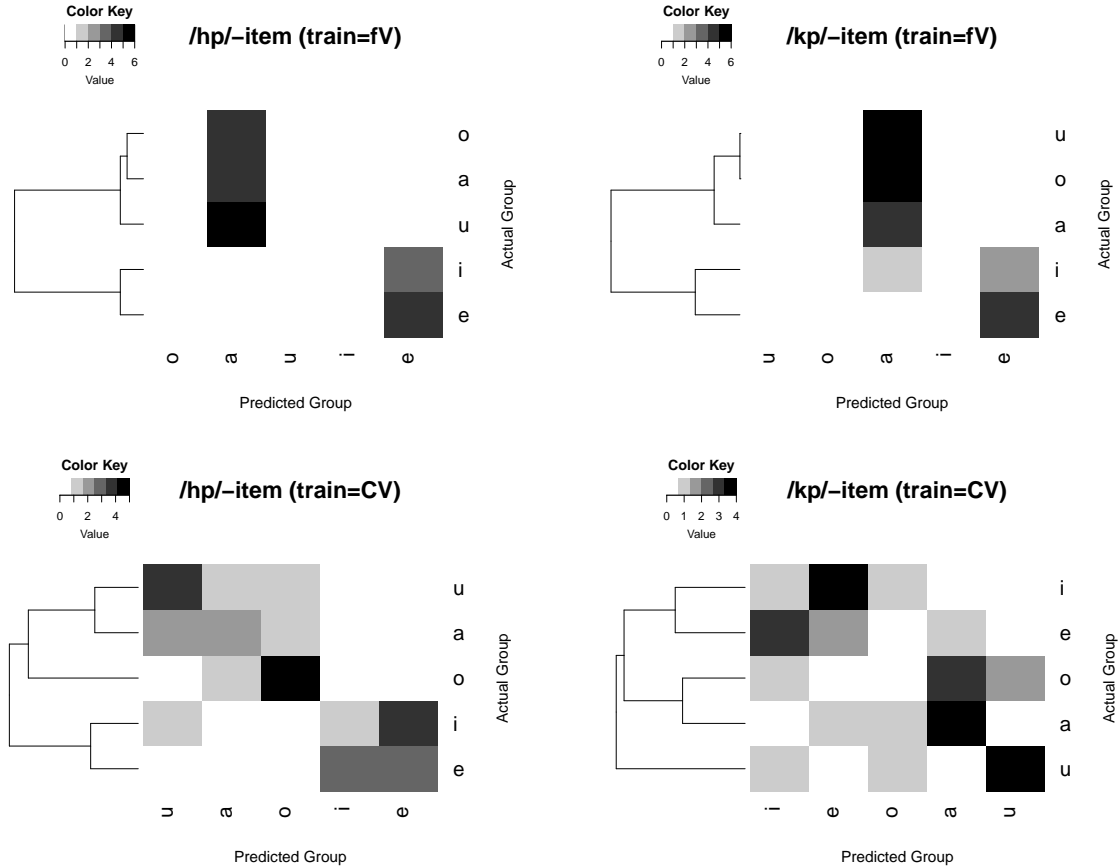 Color Key
0 2 4 6
Value
/hp/−item (train=fV)
o
a
u
i
e
Actual Group
o a u i e
Predicted Group
Color Key
0 2 4 6
Value
/kp/−item (train=fV)
u
o
a
i
e
Actual Group
u o a i e
Predicted Group
Color Key
0 2 4
Value
/hp/−item (train=CV)
u
a
o
i
e
Actual Group
u a o i e
Predicted Group
Color Key
0 1 2 3 4
Value
/kp/−item (train=CV)
i
e
o
a
u
Actual Group
i e o a u
Predicted Group